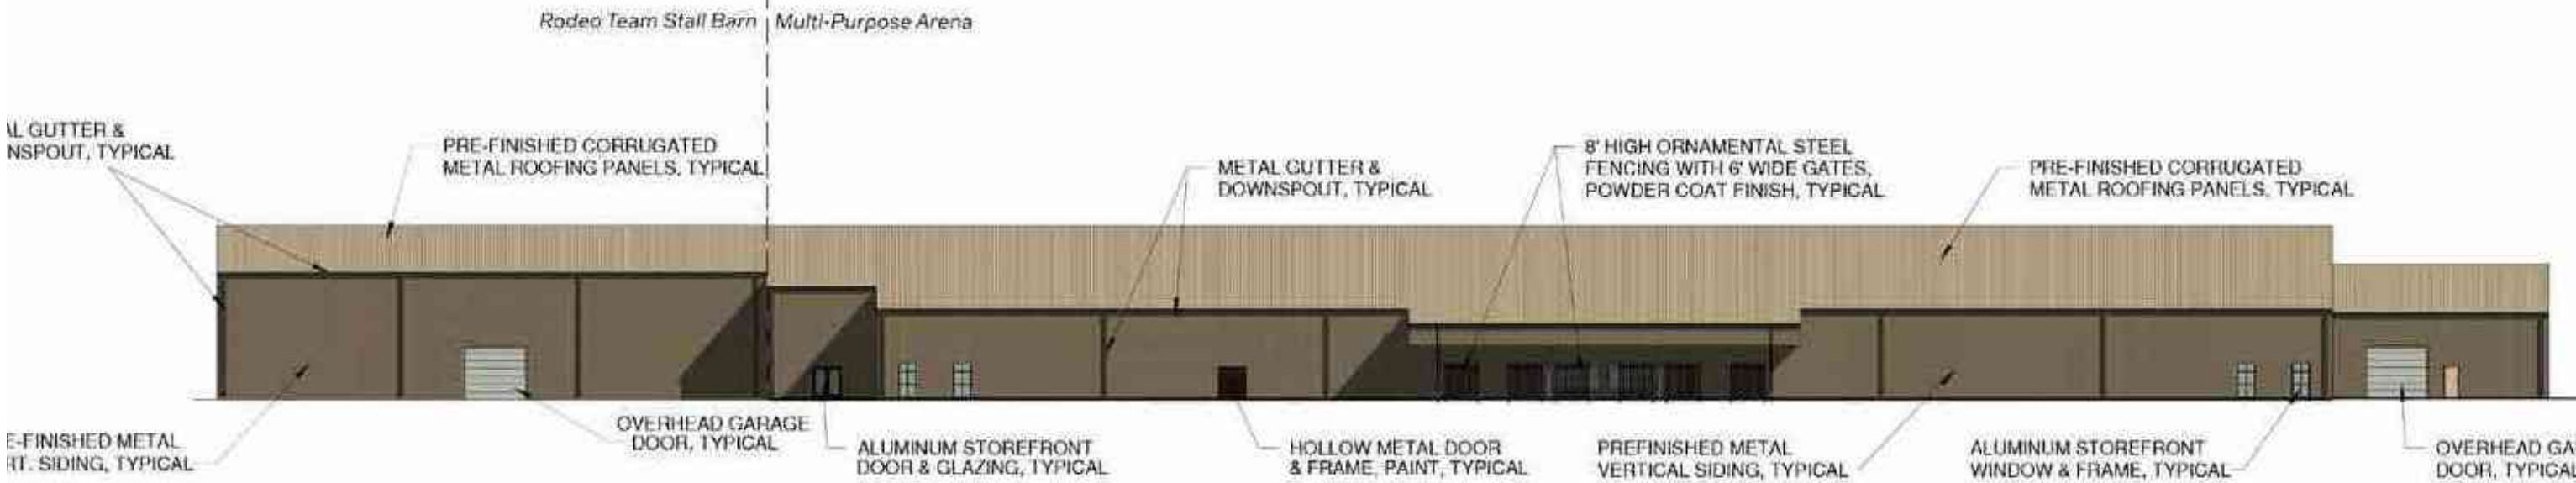 Rodeo Team Stall Barn
Multi-Purpose Arena
AL GUTTER &
NSPOUT, TYPICAL
PRE-FINISHED CORRUGATED
METAL ROOFING PANELS, TYPICAL
METAL GUTTER &
DOWNSPOUT, TYPICAL
8' HIGH ORNAMENTAL STEEL
FENCING WITH 6' WIDE GATES,
POWDER COAT FINISH, TYPICAL
PRE-FINISHED CORRUGATED
METAL ROOFING PANELS, TYPICAL
E-FINISHED METAL
RT. SIDING, TYPICAL
OVERHEAD GARAGE
DOOR, TYPICAL
ALUMINUM STOREFRONT
DOOR & GLAZING, TYPICAL
HOLLOW METAL DOOR
& FRAME, PAINT, TYPICAL
PREFINISHED METAL
VERTICAL SIDING, TYPICAL
ALUMINUM STOREFRONT
WINDOW & FRAME, TYPICAL
OVERHEAD GA
DOOR, TYPICAL